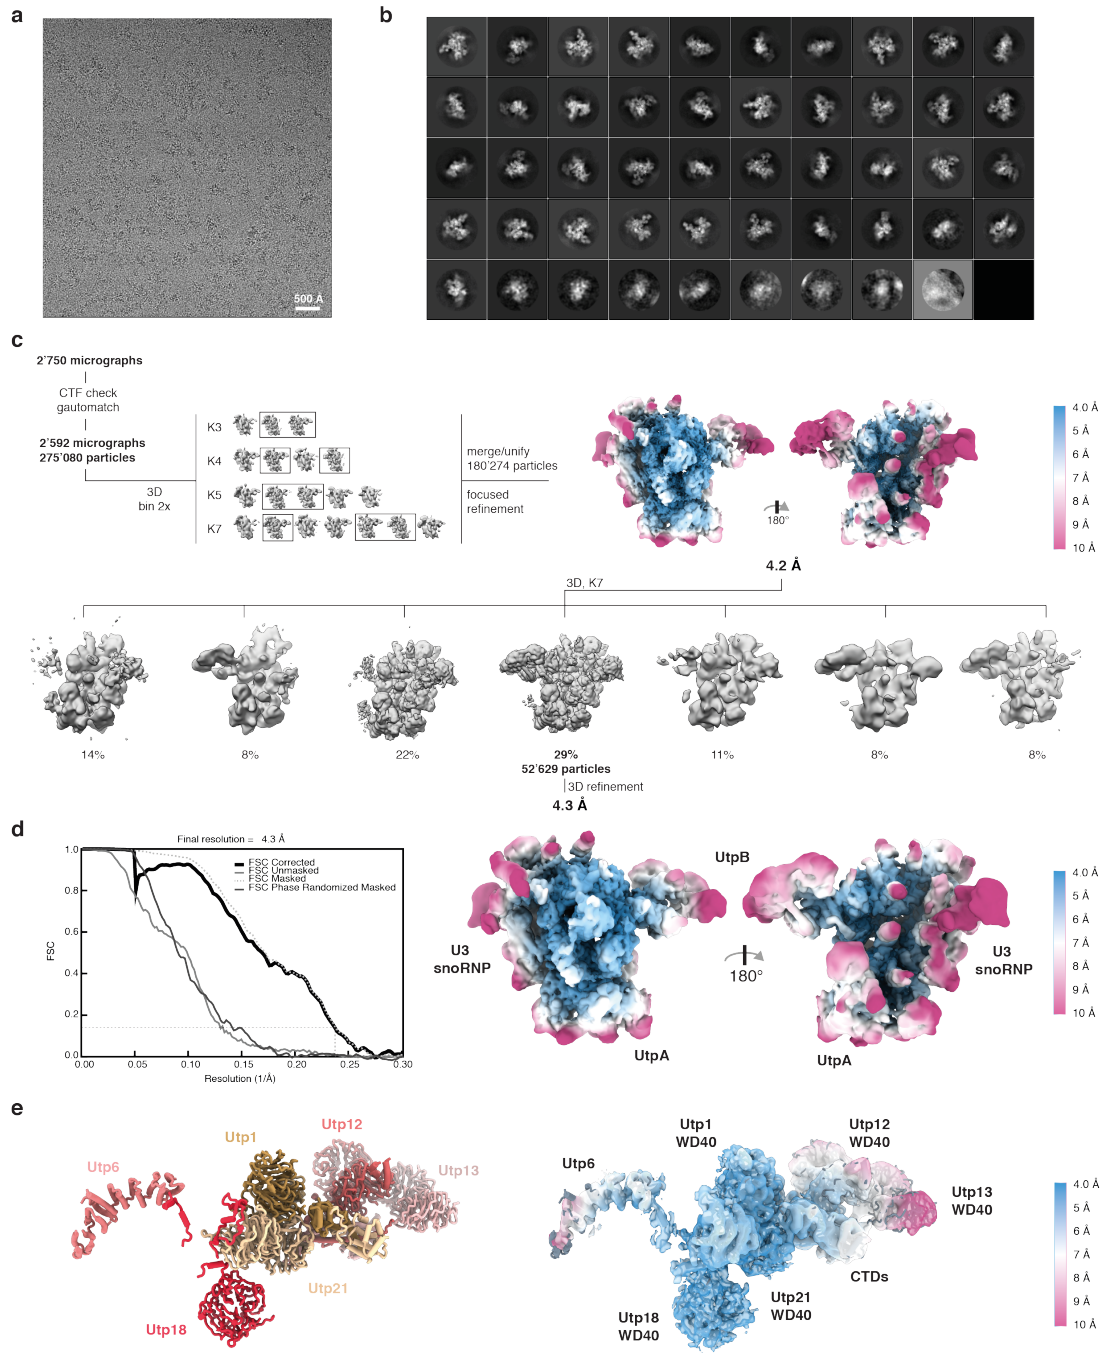 a
500 Å
b
c
2'750 micrographs
CTF check
gautomatch
2'592 micrographs
275'080 particles
3D
bin 2x
K3
K4
K5
K7
merge/unify
180'274 particles
focused
refinement
180°
4.0 Å
5 Å
6 Å
7 Å
8 Å
9 Å
10 Å
4.2 Å
3D, K7
14%
8%
22%
29%
11%
8%
8%
52'629 particles
3D refinement
4.3 Å
d
Final resolution = 4.3 Å
FSC Corrected
FSC Unmasked
FSC Masked
FSC Phase Randomized Masked
FSC
1.0
0.8
0.6
0.4
0.2
0.0
0.00
0.05
0.10
0.15
0.20
0.25
0.30
Resolution (1/Å)
UtpB
U3
snoRNP
180°
U3
snoRNP
UtpA
UtpA
4.0 Å
5 Å
6 Å
7 Å
8 Å
9 Å
10 Å
e
Utp12
Utp1
Utp6
Utp13
Utp21
Utp18
Utp1
WD40
Utp12
WD40
Utp6
Utp13
WD40
CTDs
Utp21
WD40
Utp18
WD40
4.0 Å
5 Å
6 Å
7 Å
8 Å
9 Å
10 Å